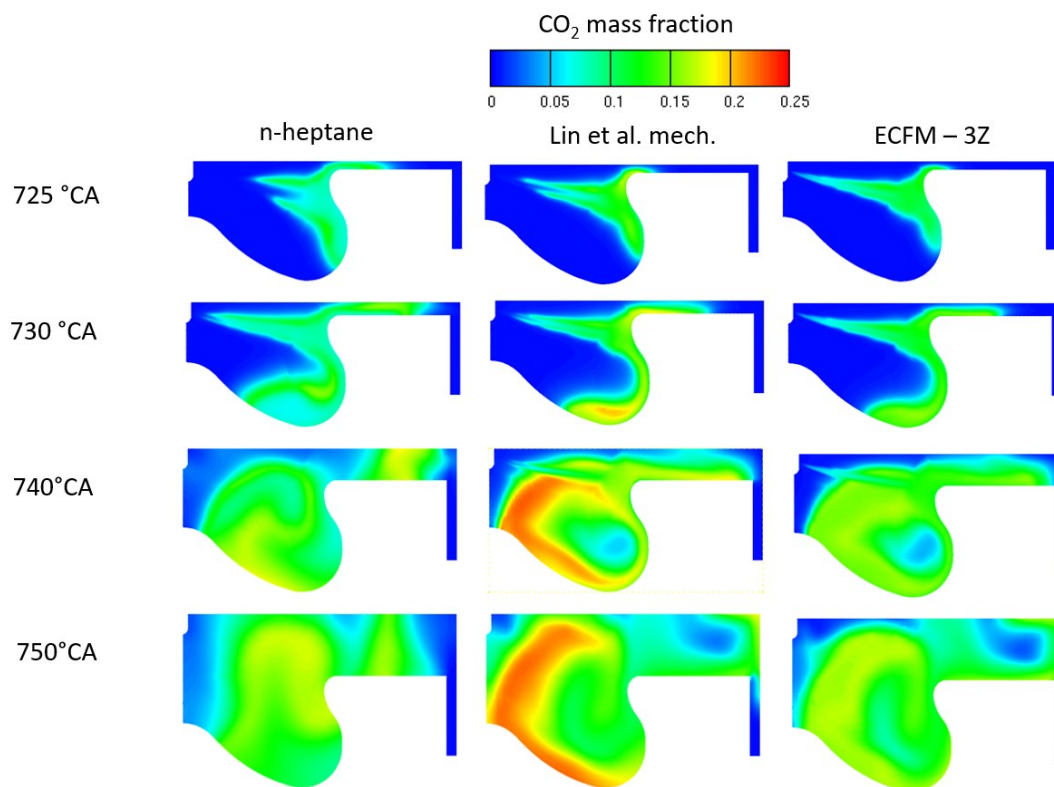 CO₂ mass fraction
0 0.05 0.1 0.15 0.2 0.25
n-heptane Lin et al. mech. ECFM – 3Z
725 °CA
730 °CA
740°CA
750°CA